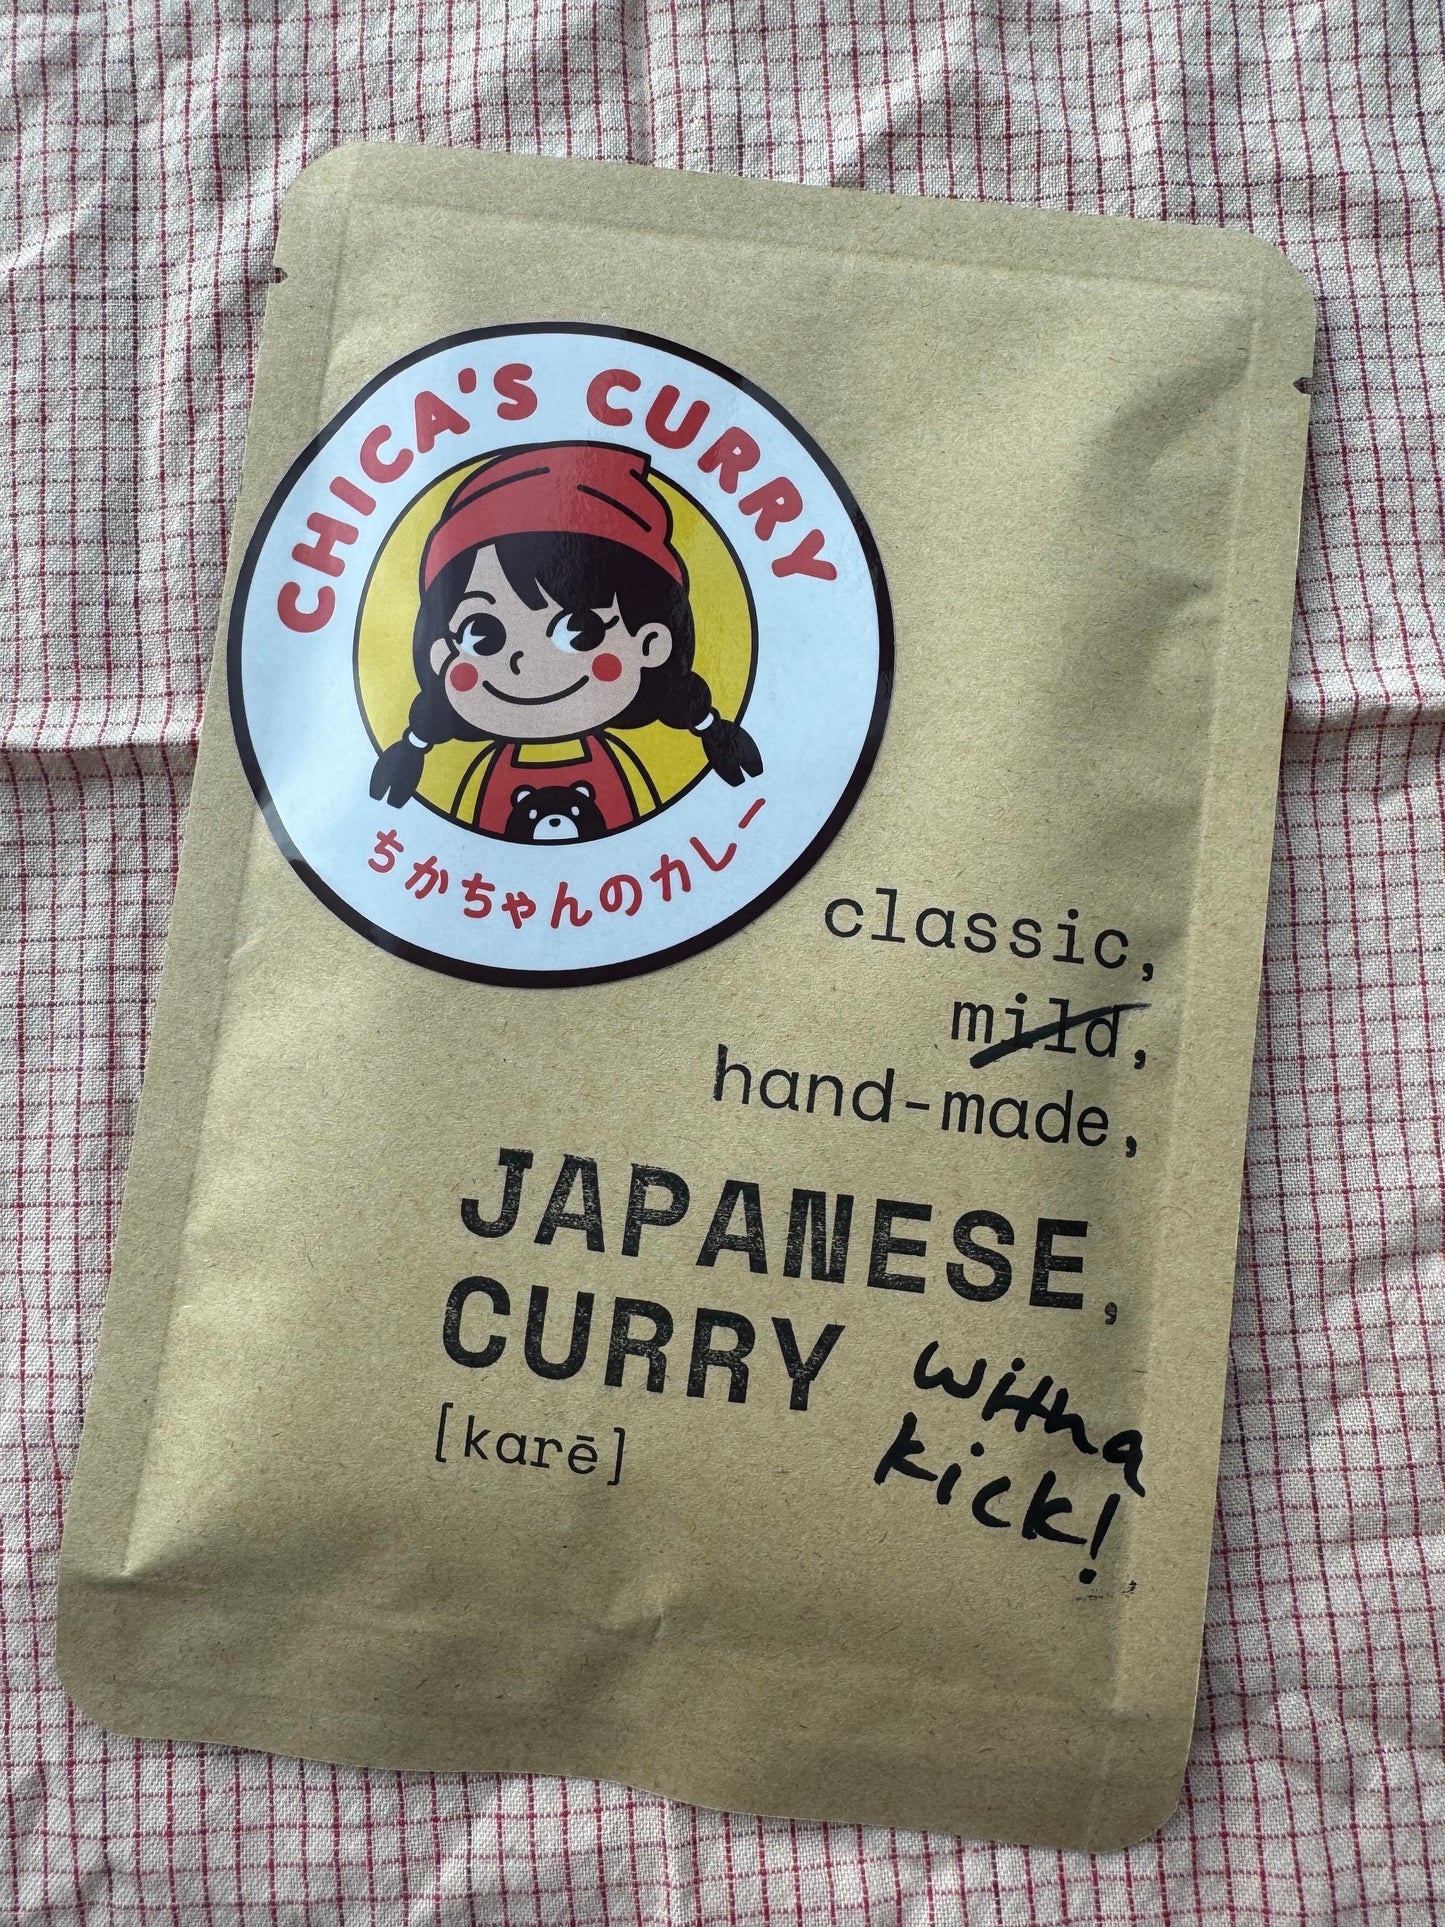 CHICA'S CURRY
ちかちゃんのカレー
classic,
mild,
hand-made,
JAPANESE,
CURRY
with a
kick!
[karē]